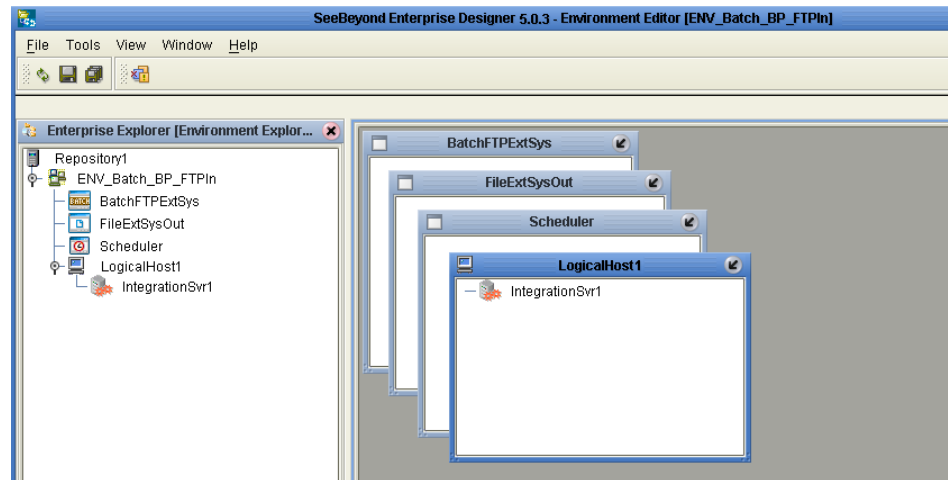 SeeBeyond Enterprise Designer 5.0.3 - Environment Editor [ENV_Batch_BP_FTPIn]
File Tools View Window Help
Enterprise Explorer [Environment Explor...
Repository1
ENV_Batch_BP_FTPIn
BatchFTPExtSys
FileExtSysOut
Scheduler
LogicalHost1
IntegrationSvr1
BatchFTPExtSys
FileExtSysOut
Scheduler
LogicalHost1
IntegrationSvr1